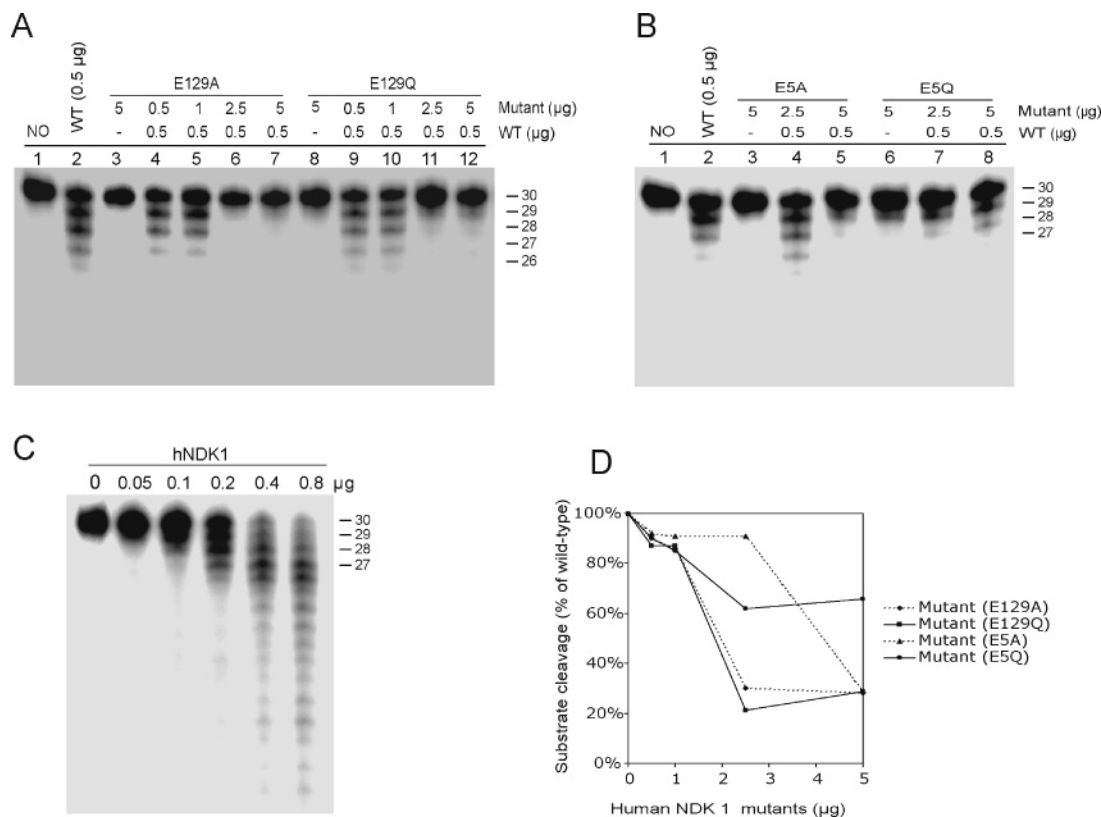 A
WT (0.5 µg)
E129A
E129Q
5 0.5 1 2.5 5 5 0.5 1 2.5 5 Mutant (µg)
NO - 0.5 0.5 0.5 0.5 - 0.5 0.5 0.5 0.5 WT (µg)
1 2 3 4 5 6 7 8 9 10 11 12
– 30
– 29
– 28
– 27
– 26
B
WT (0.5 µg)
E5A
E5Q
5 2.5 5 5 2.5 5 Mutant (µg)
NO - 0.5 0.5 - 0.5 0.5 WT (µg)
1 2 3 4 5 6 7 8
– 30
– 29
– 28
– 27
C
hNDK1
0 0.05 0.1 0.2 0.4 0.8 µg
– 30
– 29
– 28
– 27
D
Substrate cleavage (% of wild-type)
100%
80%
60%
40%
20%
0%
0 1 2 3 4 5
Human NDK 1 mutants (µg)
Mutant (E129A)
Mutant (E129Q)
Mutant (E5A)
Mutant (E5Q)